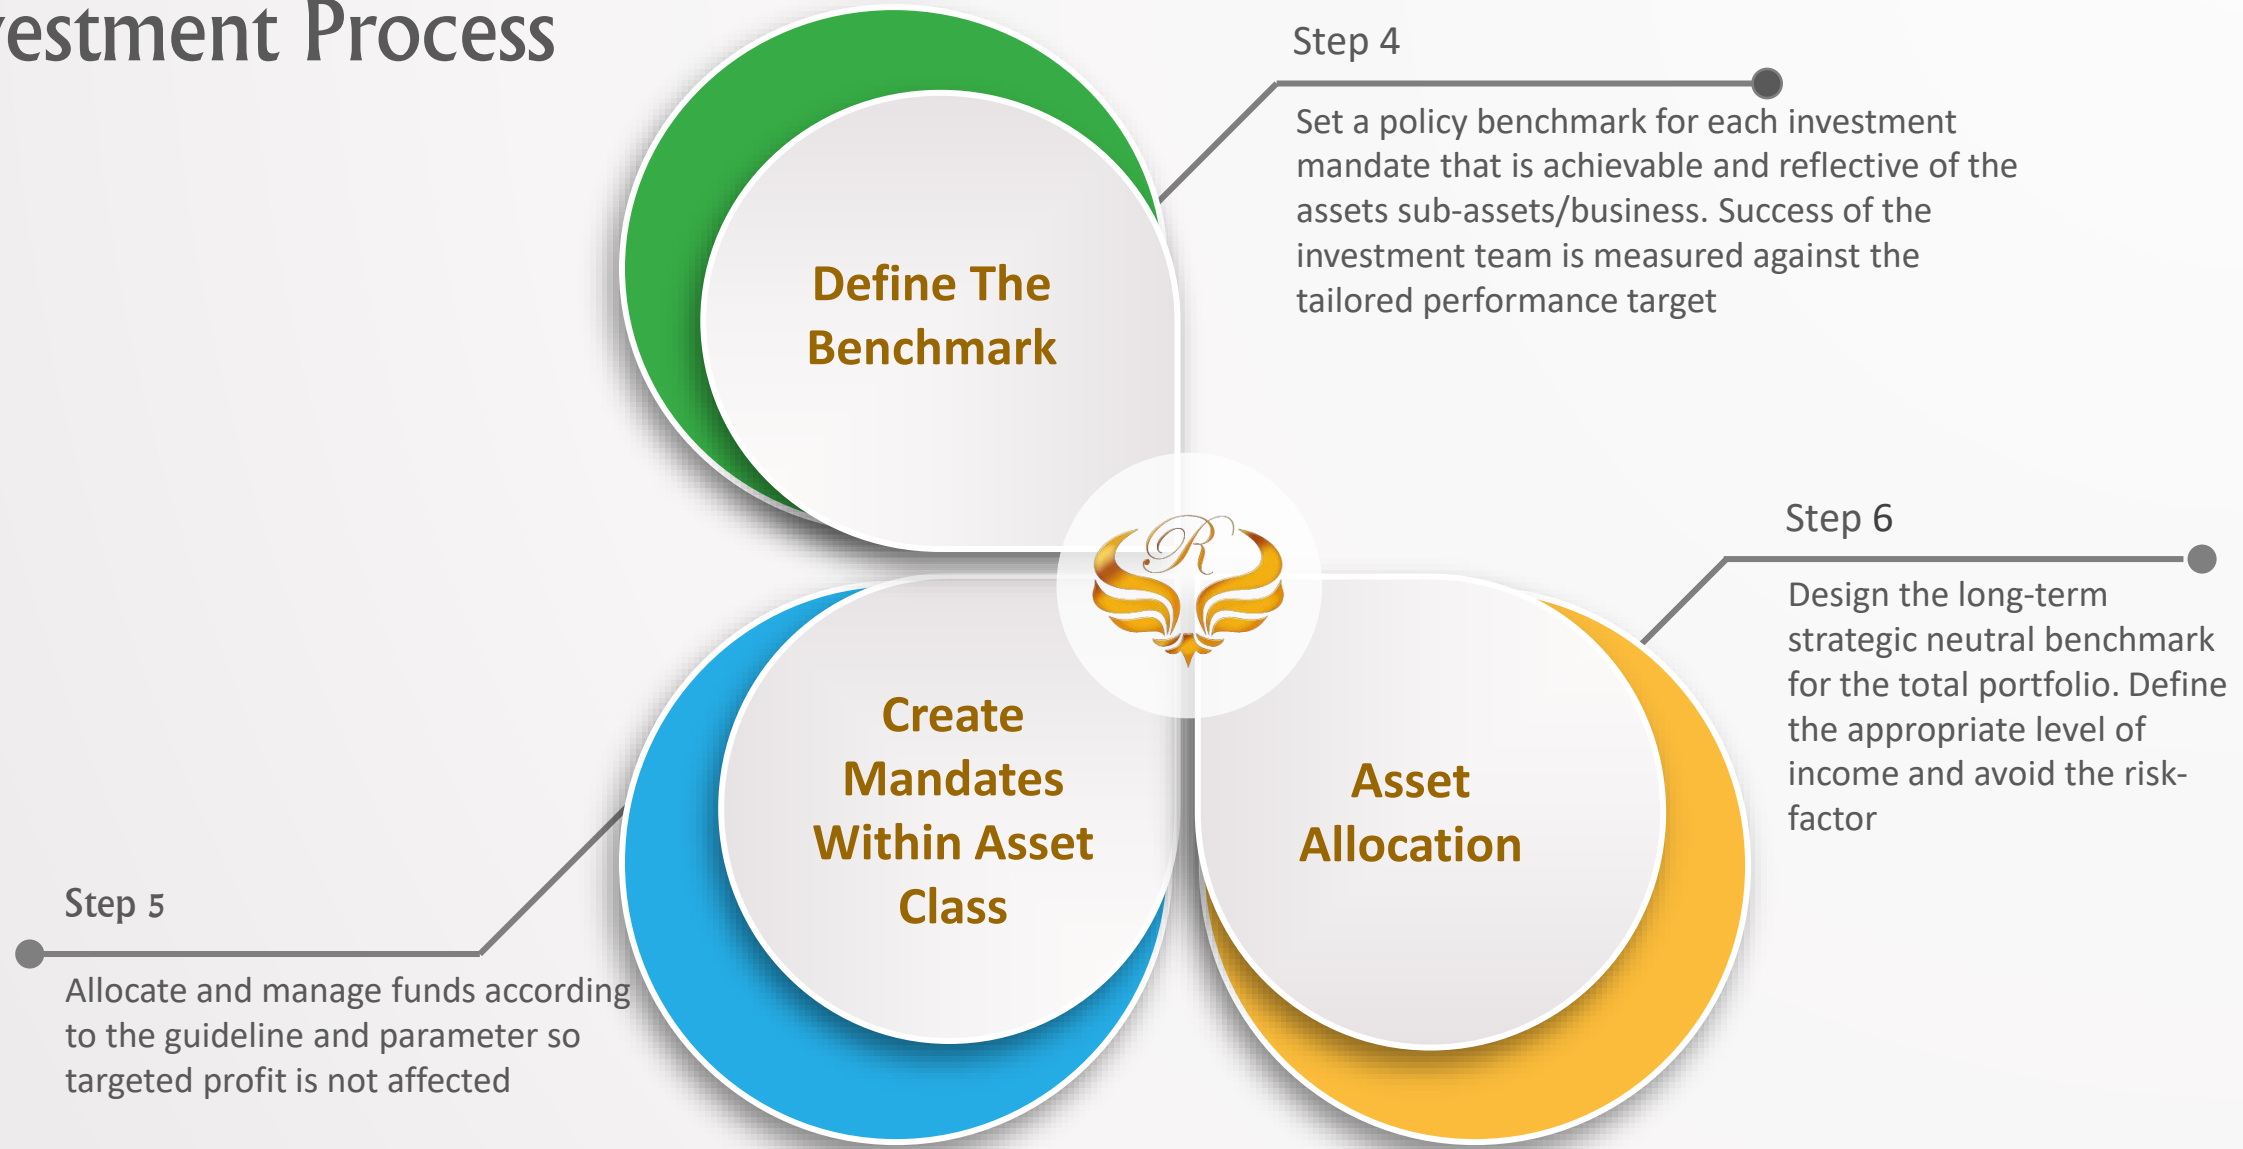 vestment Process
Step 4
Set a policy benchmark for each investment
mandate that is achievable and reflective of the
assets sub-assets/business. Success of the
investment team is measured against the
tailored performance target
Define The
Benchmark
R
Step 6
Design the long-term
strategic neutral benchmark
for the total portfolio. Define
the appropriate level of
income and avoid the risk-
factor
Create
Mandates
Within Asset
Class
Asset
Allocation
Step 5
Allocate and manage funds according
to the guideline and parameter so
targeted profit is not affected